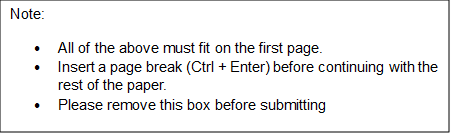 Note:
• All of the above must fit on the first page.
• Insert a page break (Ctrl + Enter) before continuing with the
rest of the paper.
• Please remove this box before submitting